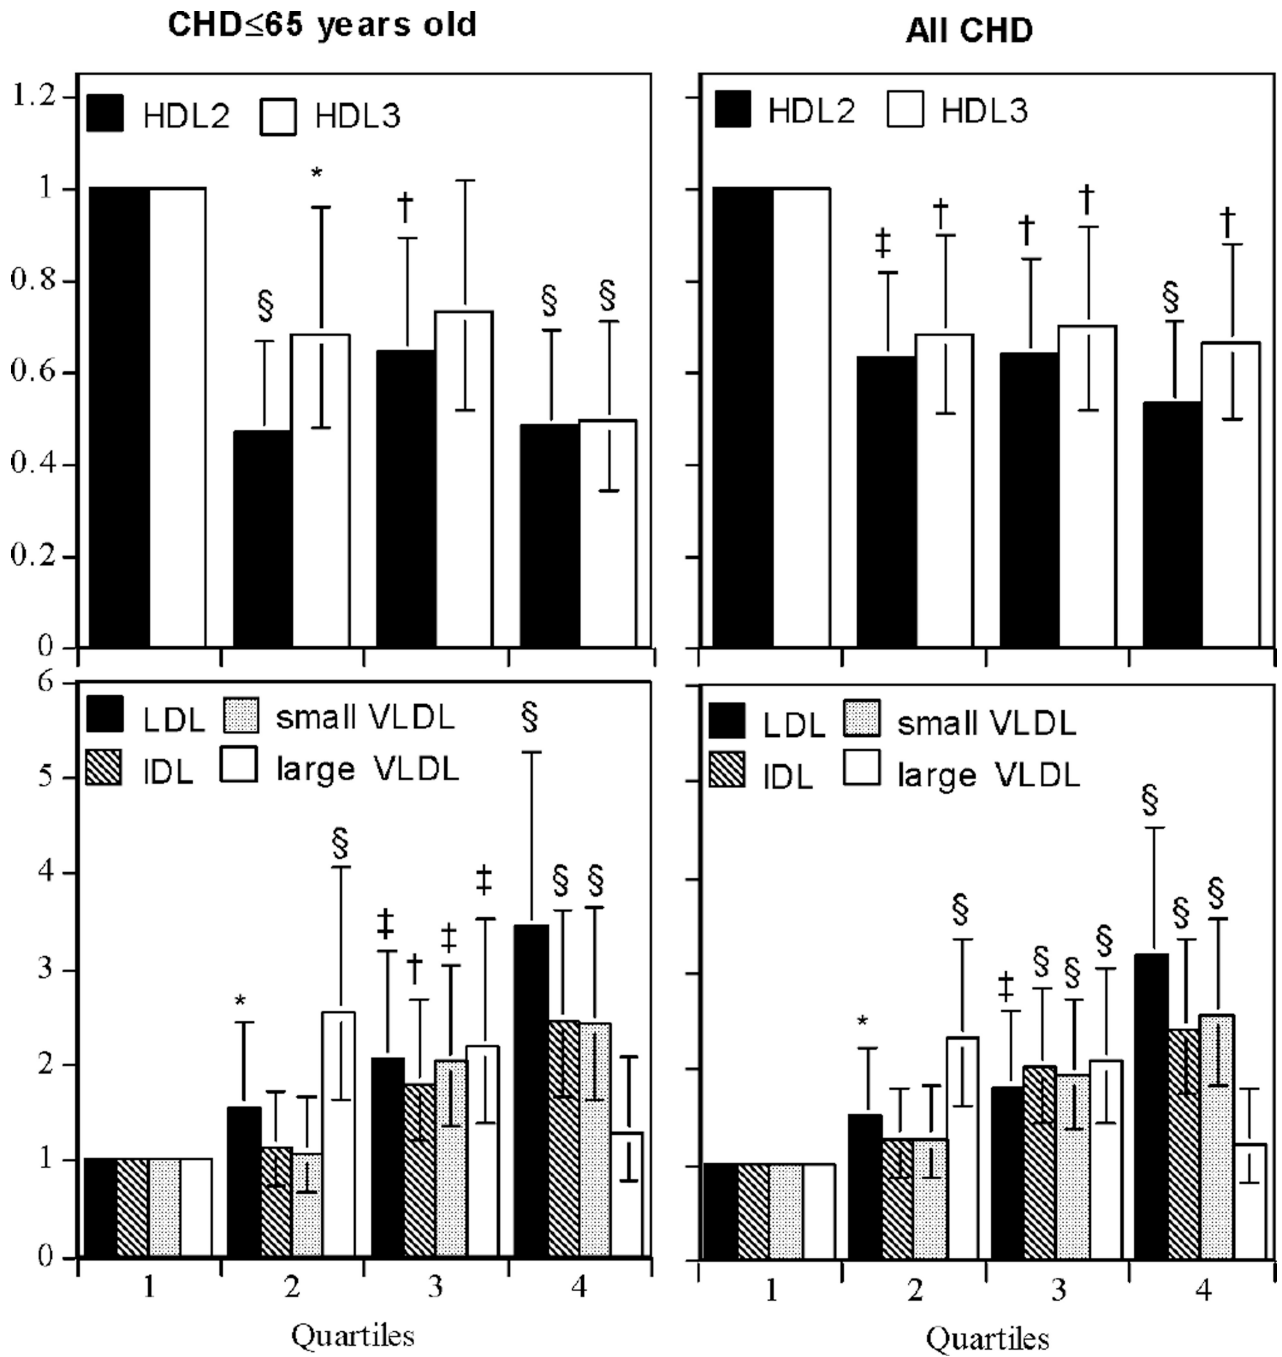 CHD≤65 years old
All CHD
HDL2 HDL3
HDL2 HDL3
1.2
1
0.8
0.6
0.4
0.2
0
§ * † § §
‡ † † † § †
LDL small VLDL
IDL large VLDL
LDL small VLDL
IDL large VLDL
6
5
4
3
2
1
0
* § ‡ † ‡ ‡ § § §
* § ‡ § § § § § §
1 2 3 4
Quartiles
1 2 3 4
Quartiles